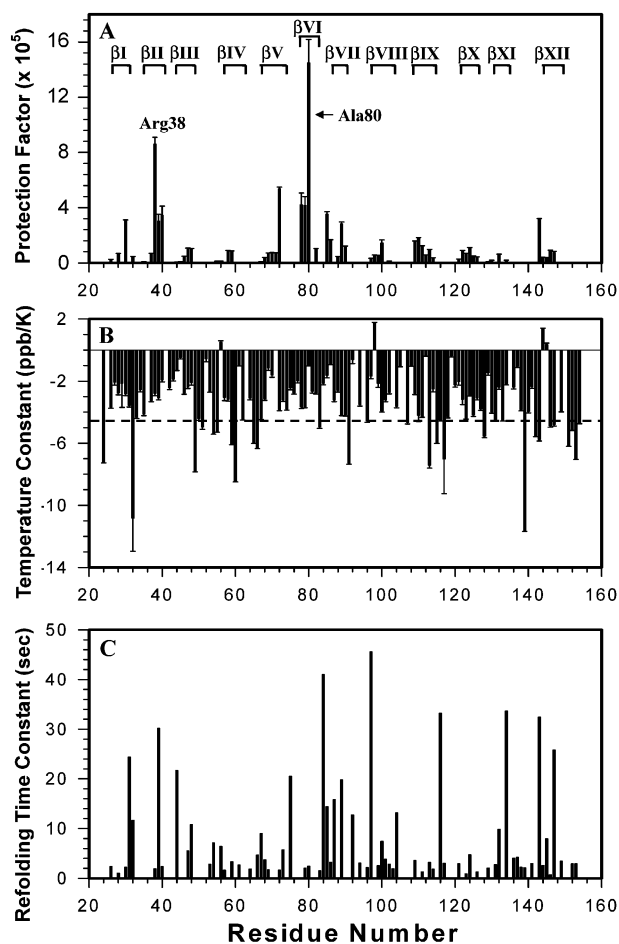 A
βI βII βIII βIV βV βVI βVII βVIII βIX βX βXI βXII
Protection Factor (x 10⁵)
16
12
8
4
0
Arg38
Ala80
20 40 60 80 100 120 140 160
B
Temperature Constant (ppb/K)
2
-2
-6
-10
-14
20 40 60 80 100 120 140 160
C
Refolding Time Constant (sec)
50
40
30
20
10
0
20 40 60 80 100 120 140 160
Residue Number